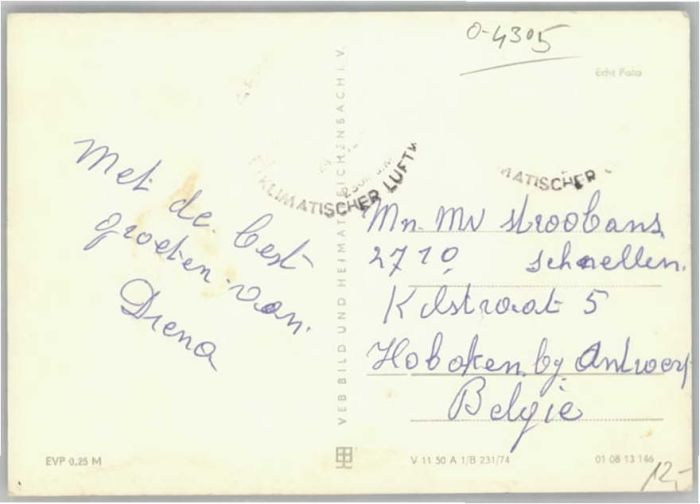 0-4305
Echt Foto
KLIMATISCHER LUFT
MATISCHER
Met de best
groeten van.
Diena
Mn. Mv stroobans
2710 schoellen.
Kilstraat 5
Hoboken by Antwerp
Belgie
VEB BILD UND HEIMAT REICHENBACH I. V.
EVP 0,25 M
V 11 50 A 1/B 231/74
01 08 13 146
12,-